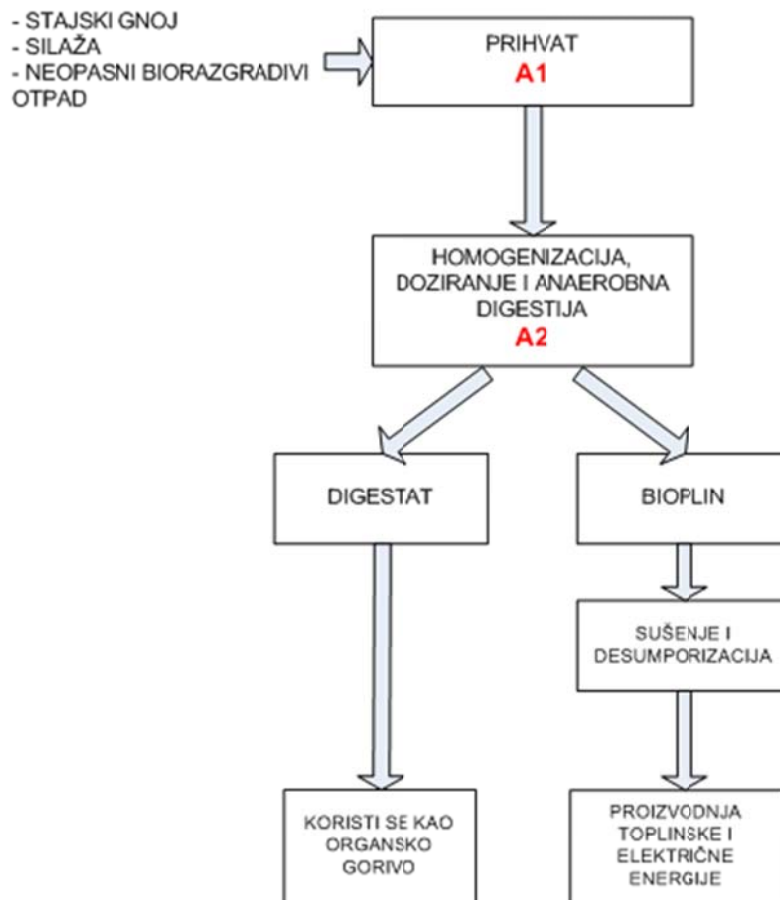 - STAJSKI GNOJ
- SILAŽA
- NEOPASNI BIORAZGRADIVI
OTPAD
PRIHVAT
A1
HOMOGENIZACIJA,
DOZIRANJE I ANAEROBNA
DIGESTIJA
A2
DIGESTAT
BIOPLIN
SUŠENJE I
DESUMPORIZACIJA
KORISTI SE KAO
ORGANSKO
GORIVO
PROIZVODNJA
TOPLINSKE I
ELEKTRIČNE
ENERGIJE